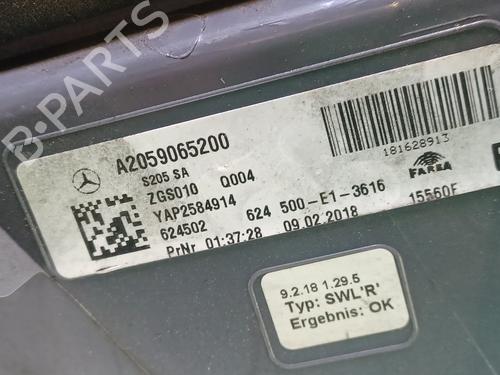 B-PARTS
A2059065200
S205 SA
ZGS010 Q004
YAP2584914
624502 624 500-E1-3616
PrNr 01:37:28 09.02.2018
181628913
FAREA
15560F
9.2.18 1.29.5
Typ: SWL'R'
Ergebnis: OK